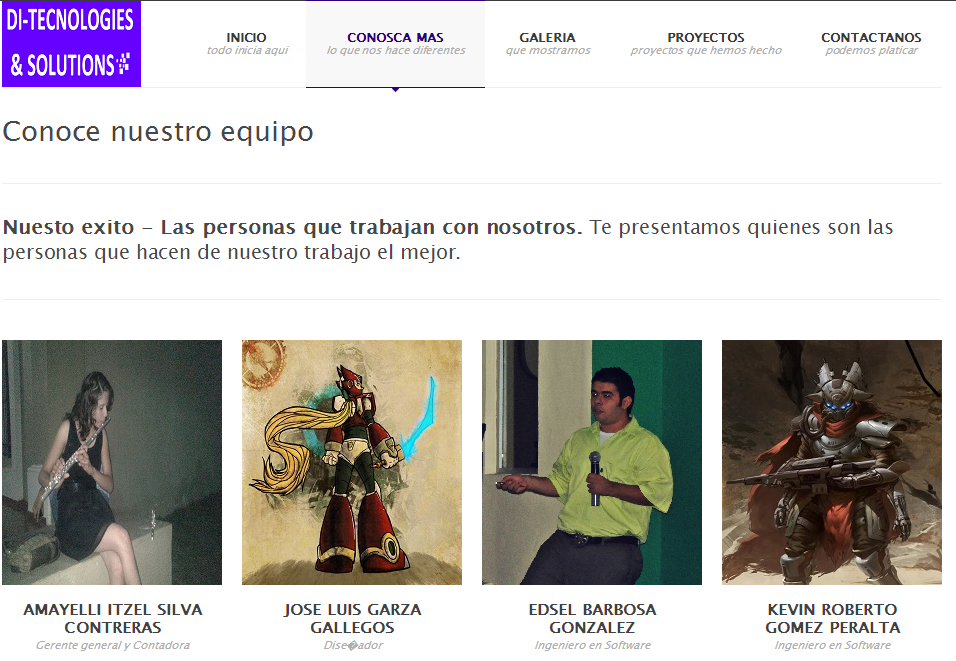 DI-TECNOLOGIES
& SOLUTIONS
INICIO
todo inicia aqui
CONOSCA MAS
lo que nos hace diferentes
GALERIA
que mostramos
PROYECTOS
proyectos que hemos hecho
CONTACTANOS
podemos platicar
Conoce nuestro equipo
Nuesto exito - Las personas que trabajan con nosotros. Te presentamos quienes son las
personas que hacen de nuestro trabajo el mejor.
AMAYELLI ITZEL SILVA
CONTRERAS
Gerente general y Contadora
JOSE LUIS GARZA
GALLEGOS
Dise�ador
EDSEL BARBOSA
GONZALEZ
Ingeniero en Software
KEVIN ROBERTO
GOMEZ PERALTA
Ingeniero en Software